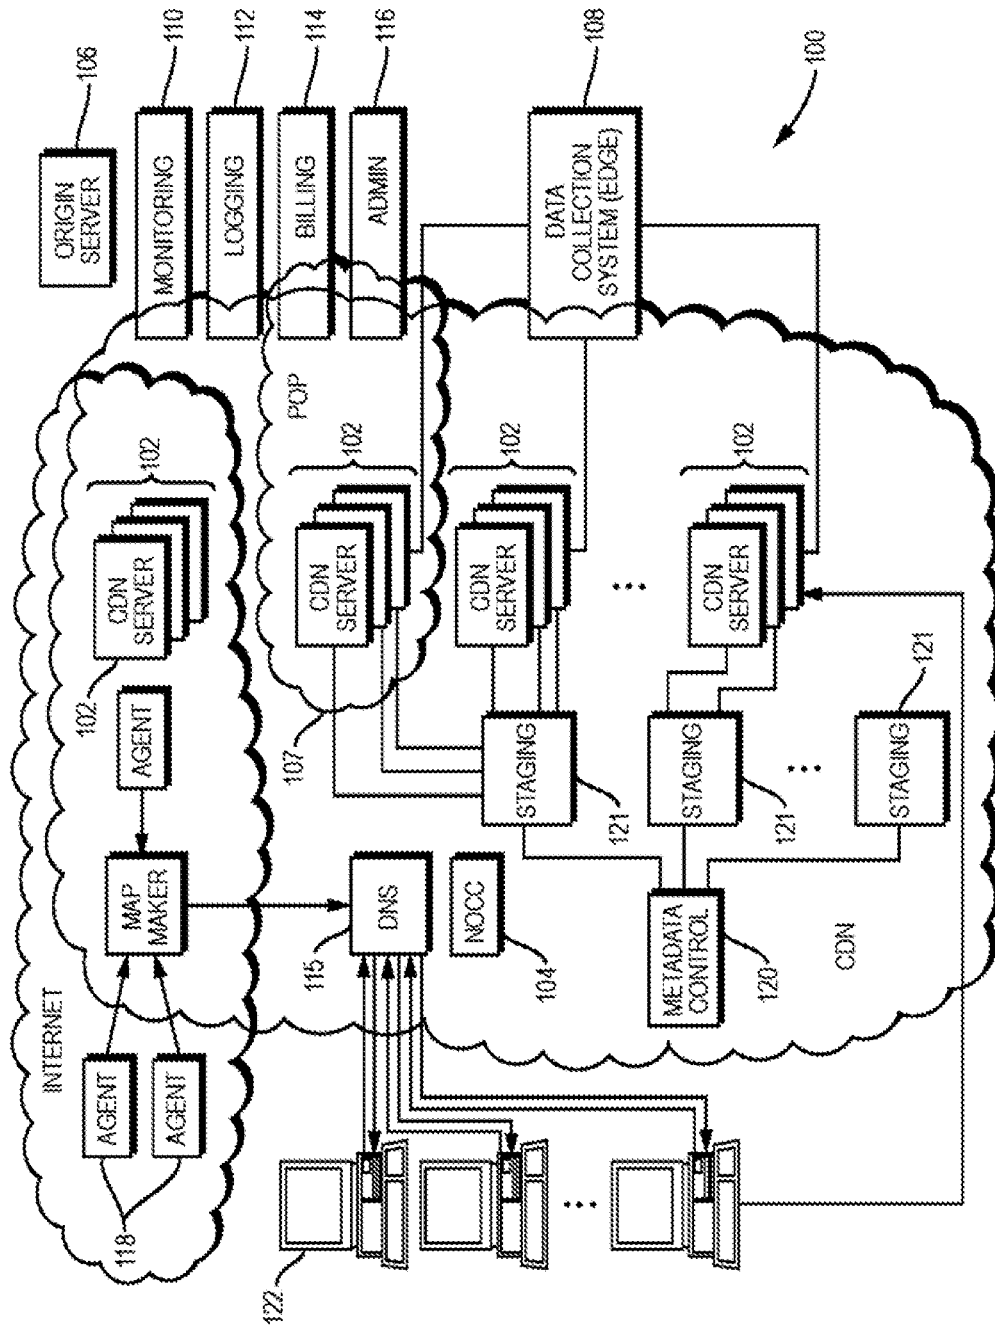 INTERNET
AGENT
AGENT
118
MAP
MAKER
AGENT
102
CDN
SERVER
102
ORIGIN
SERVER
106
MONITORING
110
LOGGING
112
BILLING
114
ADMIN
116
POP
CDN
SERVER
102
107
DNS
115
NOCC
104
CDN
SERVER
102
STAGING
121
...
DATA
COLLECTION
SYSTEM (EDGE)
108
CDN
SERVER
102
STAGING
121
...
STAGING
121
METADATA
CONTROL
120
CDN
122
...
100